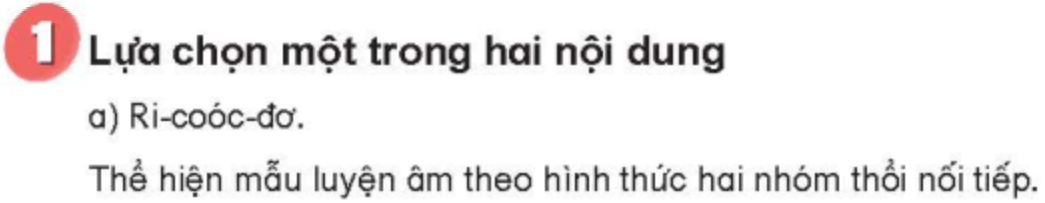 1 Lựa chọn một trong hai nội dung
a) Ri-coóc-đơ.
Thể hiện mẫu luyện âm theo hình thức hai nhóm thổi nối tiếp.